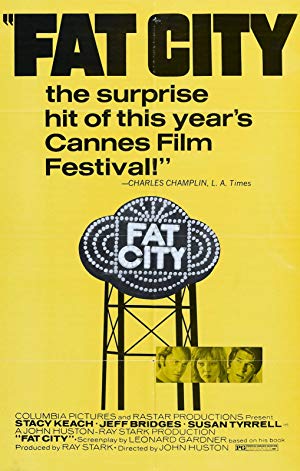 "FAT CITY
the surprise
hit of this year's
Cannes Film
Festival!"
—CHARLES CHAMPLIN, L. A. Times
FAT
CITY
COLUMBIA PICTURES and RASTAR PRODUCTIONS Present
STACY KEACH · JEFF BRIDGES · SUSAN TYRRELL in
A JOHN HUSTON-RAY STARK PRODUCTION
"FAT CITY" · Screenplay by LEONARD GARDNER based on his book
Produced by RAY STARK · Directed by JOHN HUSTON
PG